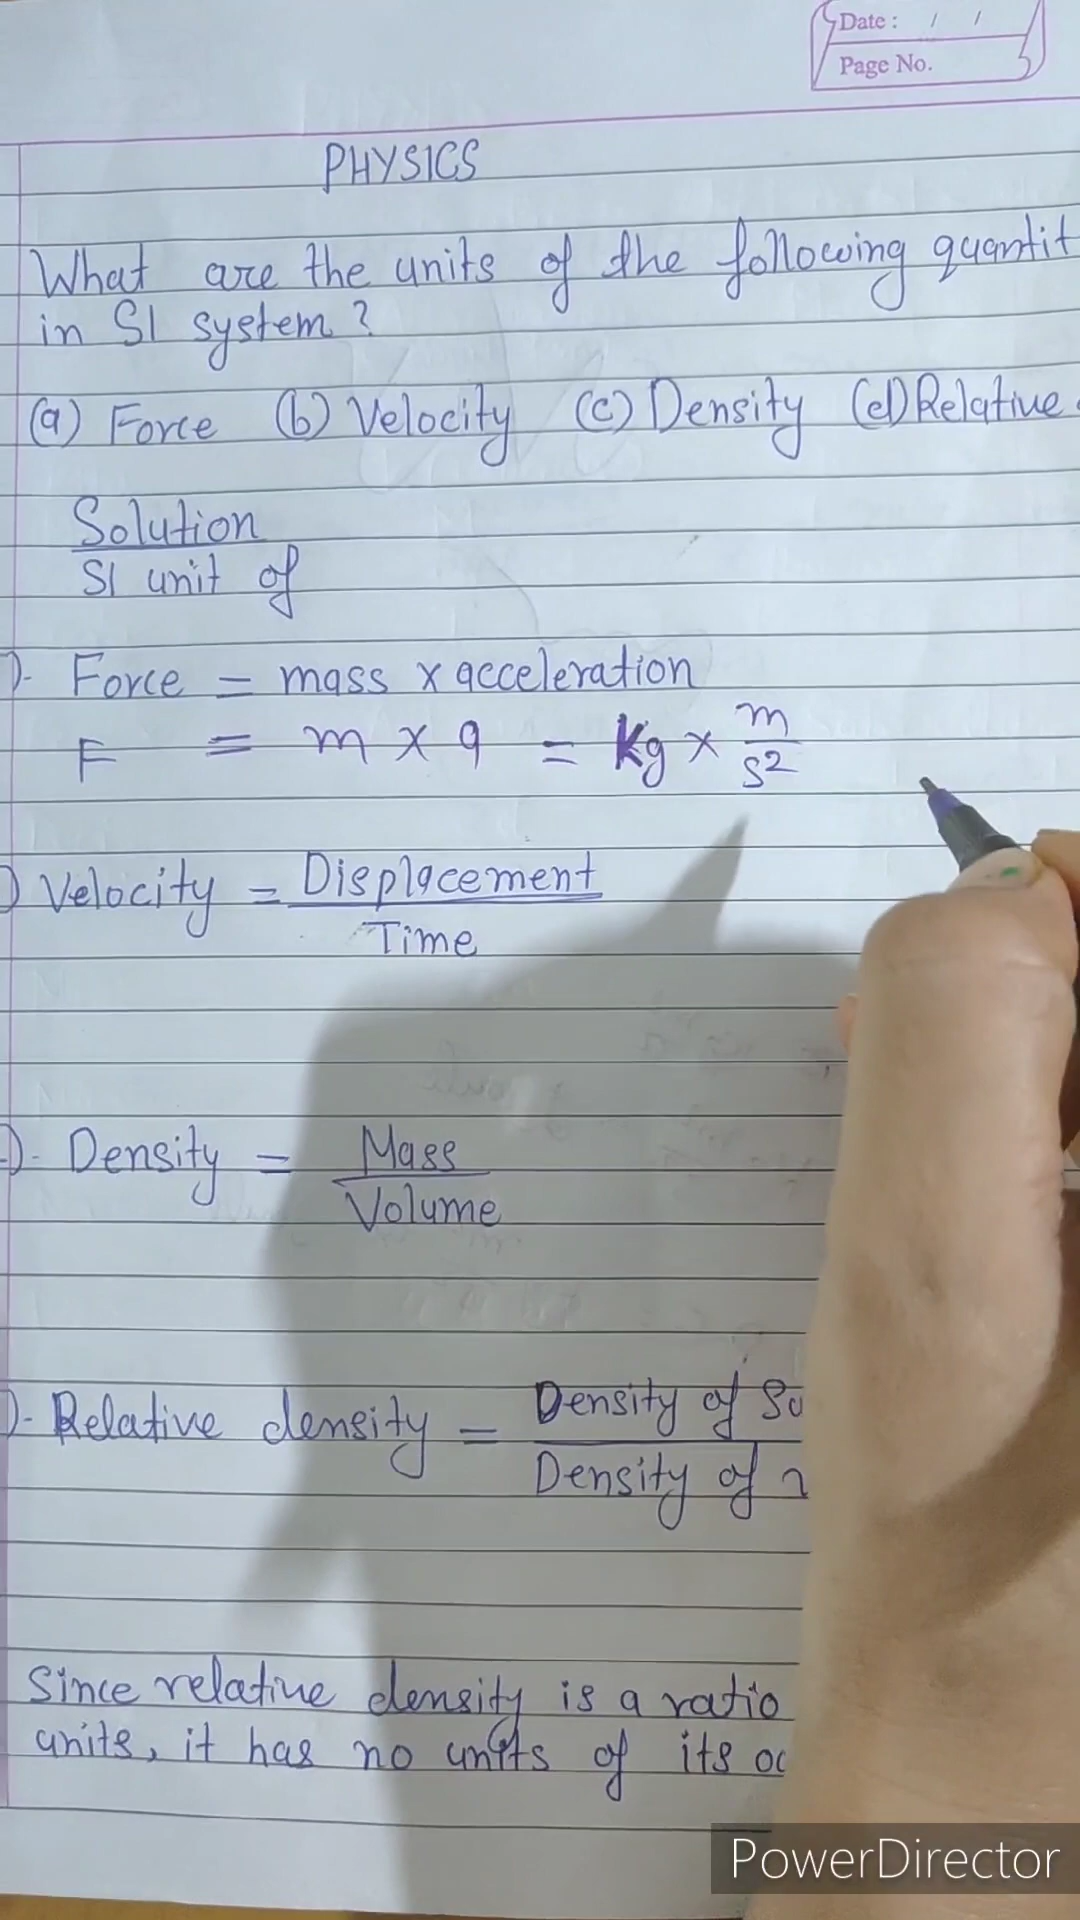 Date : / /
Page No.
PHYSICS
What are the units of the following quantit
in SI system ?
(a) Force (b) Velocity (c) Density (d) Relative
Solution
SI unit of
)- Force = mass x acceleration
F = m x a = kg x m/s²
) Velocity = Displacement
Time
)- Density = Mass
Volume
)- Relative density = Density of
Density of
Since relative density is a ratio
units, it has no units of its
PowerDirector